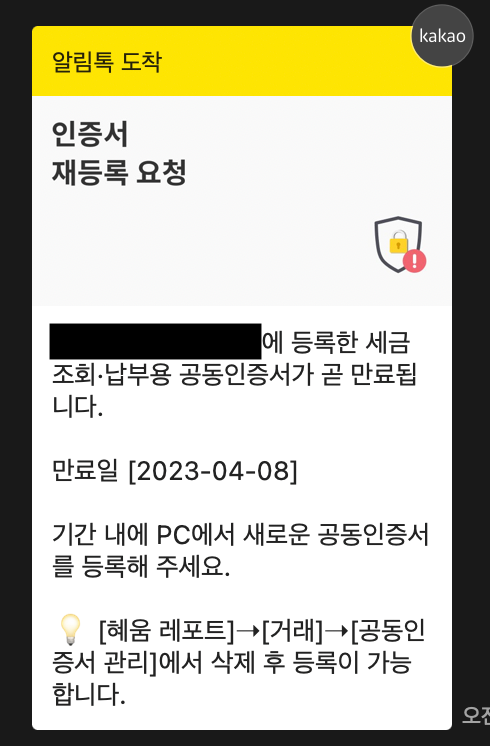 kakao
알림톡 도착
인증서
재등록 요청
에 등록한 세금
조회·납부용 공동인증서가 곧 만료됩
니다.
만료일 [2023-04-08]
기간 내에 PC에서 새로운 공동인증서
를 등록해 주세요.
[혜움 레포트]→[거래]→[공동인
증서 관리]에서 삭제 후 등록이 가능
합니다.